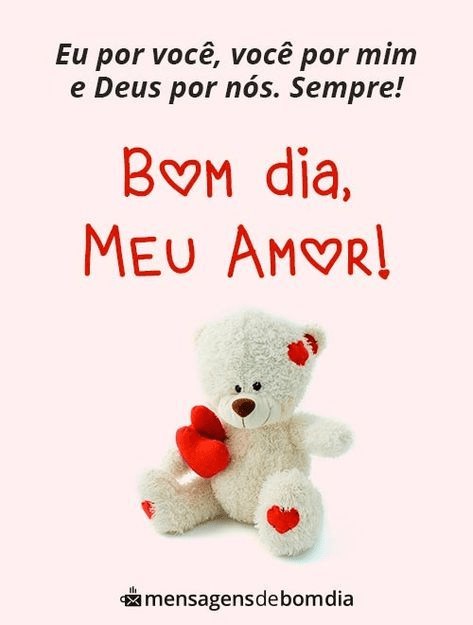 Eu por você, você por mim
e Deus por nós. Sempre!
Bom dia,
Meu Amor!
mensagensdebomdia